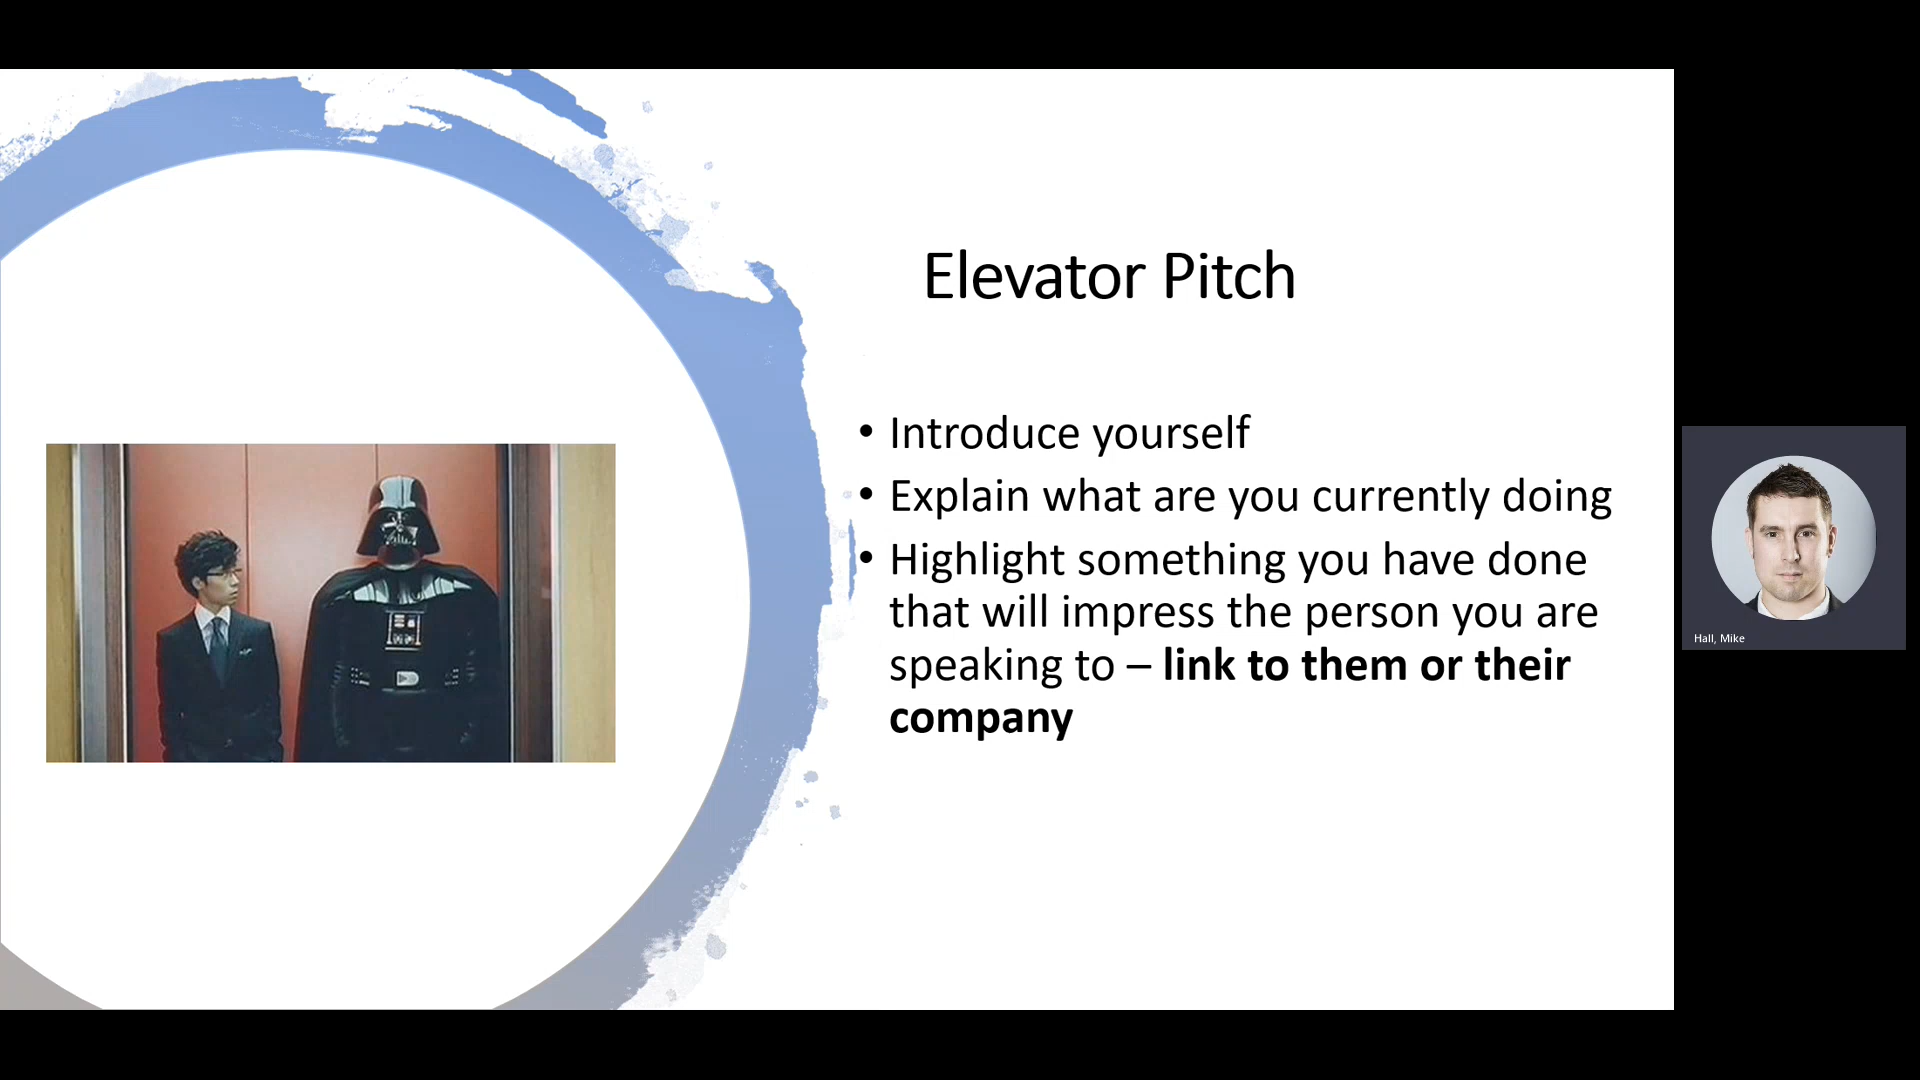 Elevator Pitch
• Introduce yourself
• Explain what are you currently doing
• Highlight something you have done
that will impress the person you are
speaking to – link to them or their
company
Hall, Mike